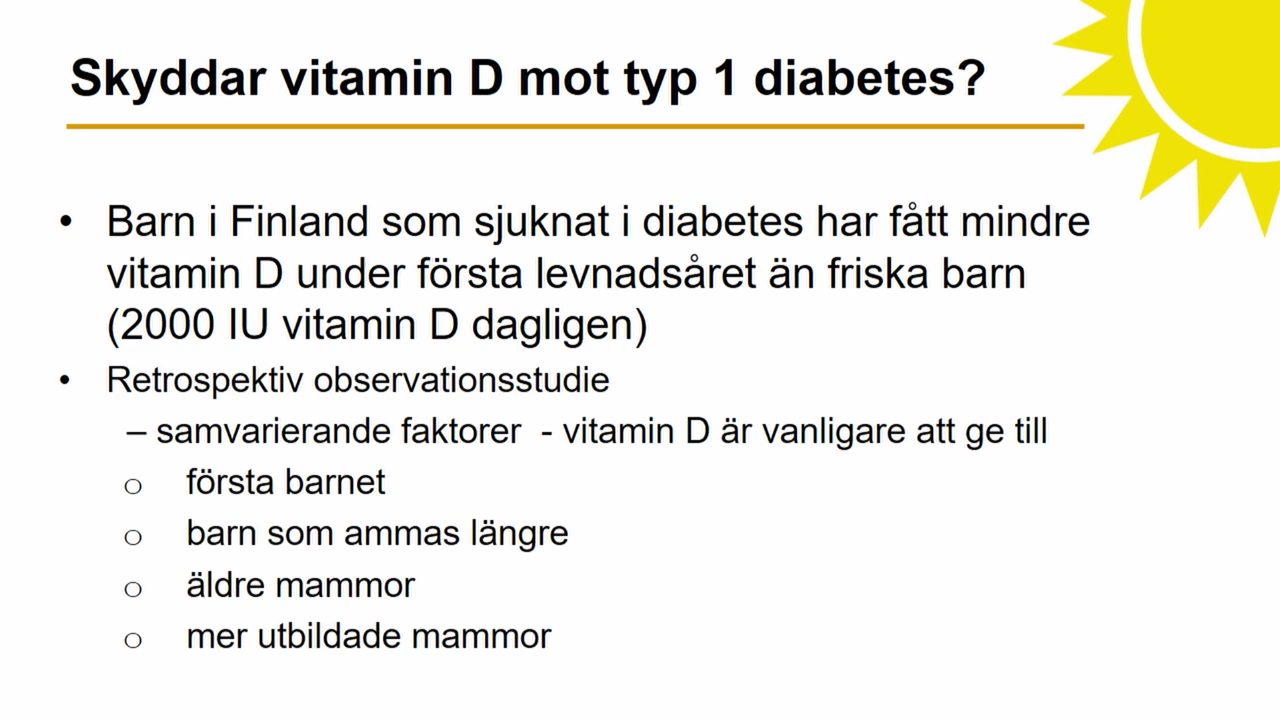 Skyddar vitamin D mot typ 1 diabetes?
• Barn i Finland som sjuknat i diabetes har fått mindre
vitamin D under första levnadsåret än friska barn
(2000 IU vitamin D dagligen)
• Retrospektiv observationsstudie
– samvarierande faktorer - vitamin D är vanligare att ge till
o första barnet
o barn som ammas längre
o äldre mammor
o mer utbildade mammor